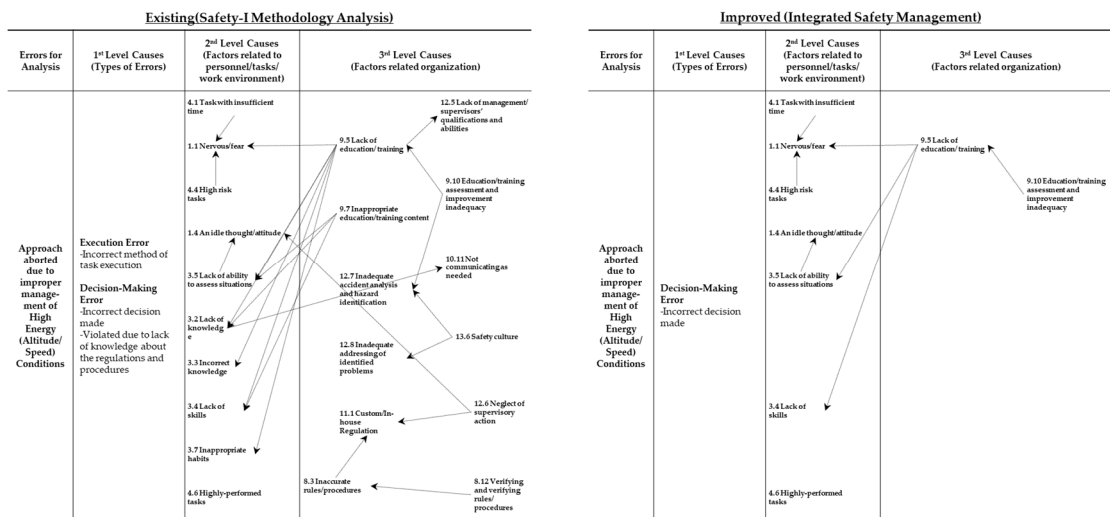 Existing(Safety-I Methodology Analysis)
Errors for
Analysis
1st Level Causes
(Types of Errors)
2nd Level Causes
(Factors related to
personnel/tasks/
work environment)
3rd Level Causes
(Factors related organization)
Approach
aborted
due to
improper
manage-
ment of
High
Energy
(Altitude/
Speed)
Conditions
Execution Error
-Incorrect method of
task execution
Decision-Making
Error
-Incorrect decision
made
-Violated due to lack
of knowledge about
the regulations and
procedures
4.1 Task with insufficient
time
1.1 Nervous/fear
4.4 High risk
tasks
1.4 An idle thought/attitude
3.5 Lack of ability
to assess situations
3.2 Lack of
knowledg
e
3.3 Incorrect
knowledge
3.4 Lack of
skills
3.7 Inappropriate
habits
4.6 Highly-performed
tasks
12.5 Lack of management/
supervisors'
qualifications and
abilities
9.5 Lack of
education/training
9.10 Education/training
assessment and
improvement
inadequacy
9.7 Inappropriate
education/training content
10.11 Not
communicating as
needed
12.7 Inadequate
accident analysis
and hazard
identification
13.6 Safety culture
12.8 Inadequate
addressing of
identified
problems
12.6 Neglect of
supervisory
action
11.1 Custom/In-
house
Regulation
8.3 Inaccurate
rules/procedures
8.12 Verifying
and verifying
rules/
procedures
Improved (Integrated Safety Management)
Errors for
Analysis
1st Level Causes
(Types of Errors)
2nd Level Causes
(Factors related to
personnel/tasks/
work environment)
3rd Level Causes
(Factors related organization)
Approach
aborted
due to
improper
manage-
ment of
High
Energy
(Altitude/
Speed)
Conditions
Decision-Making
Error
-Incorrect decision
made
4.1 Task with insufficient
time
1.1 Nervous/fear
4.4 High risk
tasks
1.4 An idle thought/attitude
3.5 Lack of ability
to assess situations
3.4 Lack of
skills
4.6 Highly-performed
tasks
9.5 Lack of
education/training
9.10 Education/training
assessment and
improvement
inadequacy